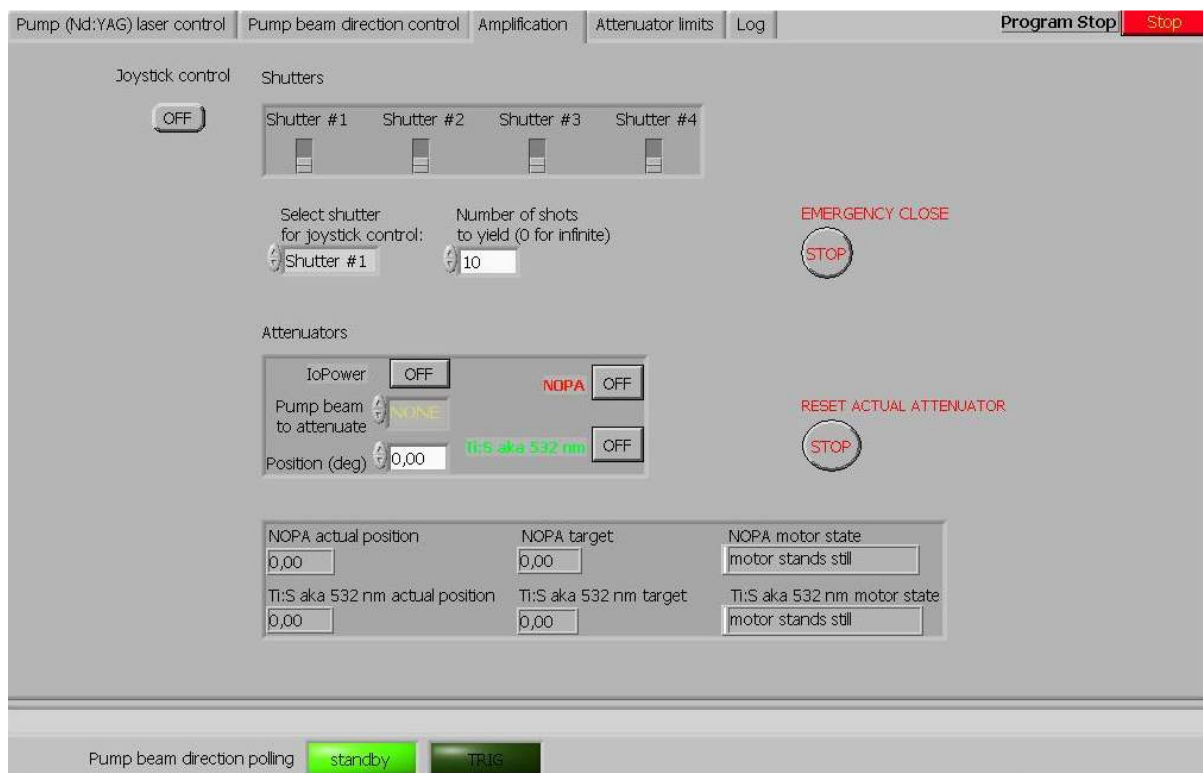 Pump (Nd:YAG) laser control Pump beam direction control Amplification Attenuator limits Log Program Stop Stop
Joystick control Shutters
OFF
Shutter #1 Shutter #2 Shutter #3 Shutter #4
Select shutter
for joystick control:
Shutter #1
Number of shots
to yield (0 for infinite)
10
EMERGENCY CLOSE
STOP
Attenuators
IoPower OFF
NOPA OFF
Pump beam
to attenuate
NONE
Ti:S aka 532 nm OFF
Position (deg) 0,00
RESET ACTUAL ATTENUATOR
STOP
NOPA actual position NOPA target NOPA motor state
0,00 0,00 motor stands still
Ti:S aka 532 nm actual position Ti:S aka 532 nm target Ti:S aka 532 nm motor state
0,00 0,00 motor stands still
Pump beam direction polling standby TRIG